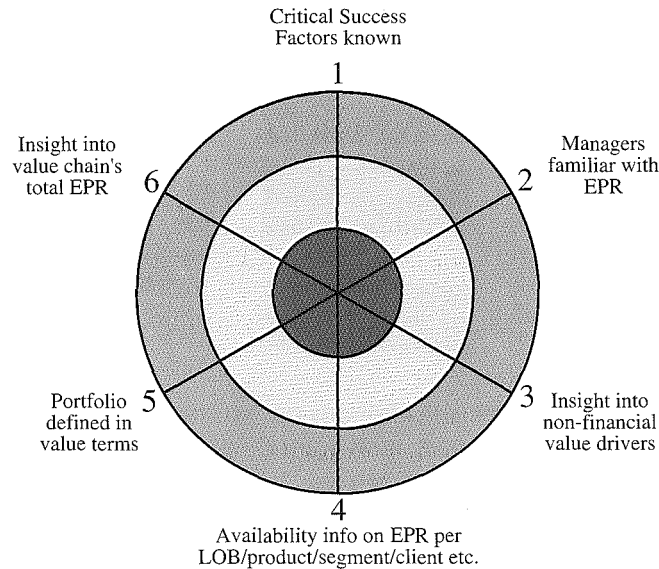 Critical Success
Factors known
1
Managers
familiar with
EPR
2
Insight into
non-financial
value drivers
3
4
Availability info on EPR per
LOB/product/segment/client etc.
Portfolio
defined in
value terms
5
Insight into
value chain's
total EPR
6